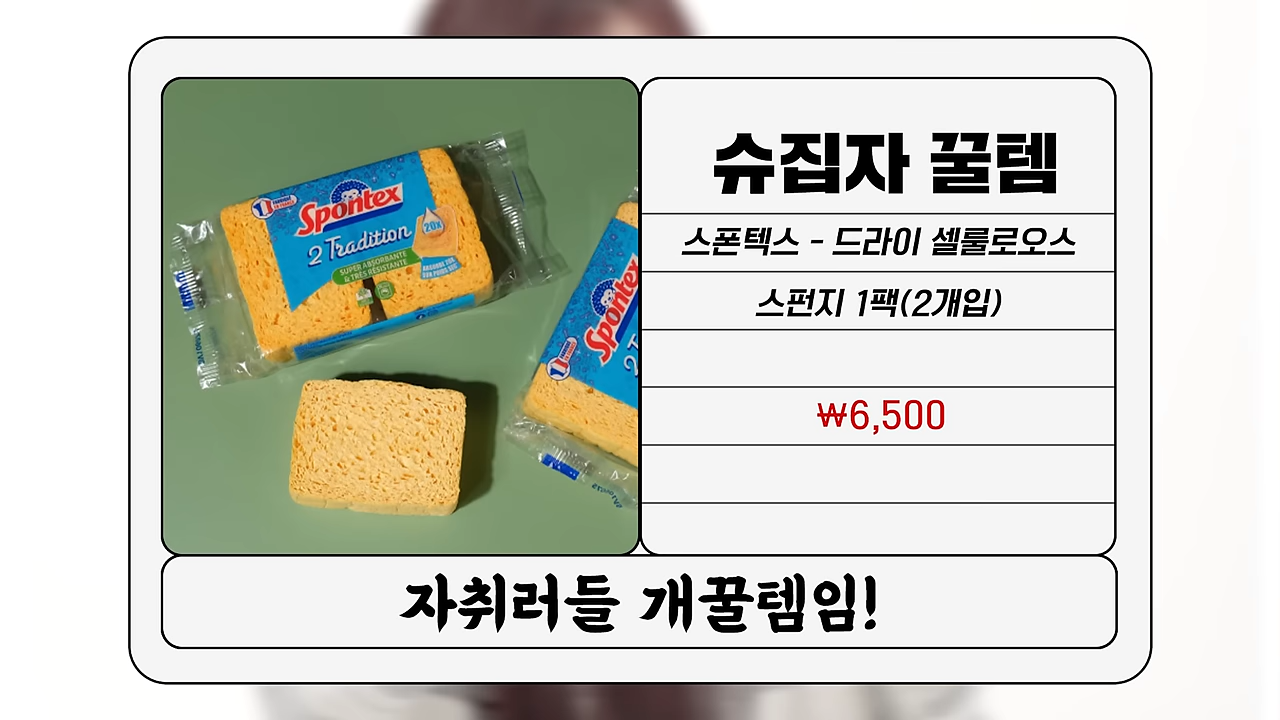 Spontex
2 Tradition
20x
SUPER ABSORBANTE
& TRÈS RÉSISTANTE
Spontex
슈집자 꿀템
스폰텍스 - 드라이 셀룰로오스
스펀지 1팩(2개입)
₩6,500
자취러들 개꿀템임!